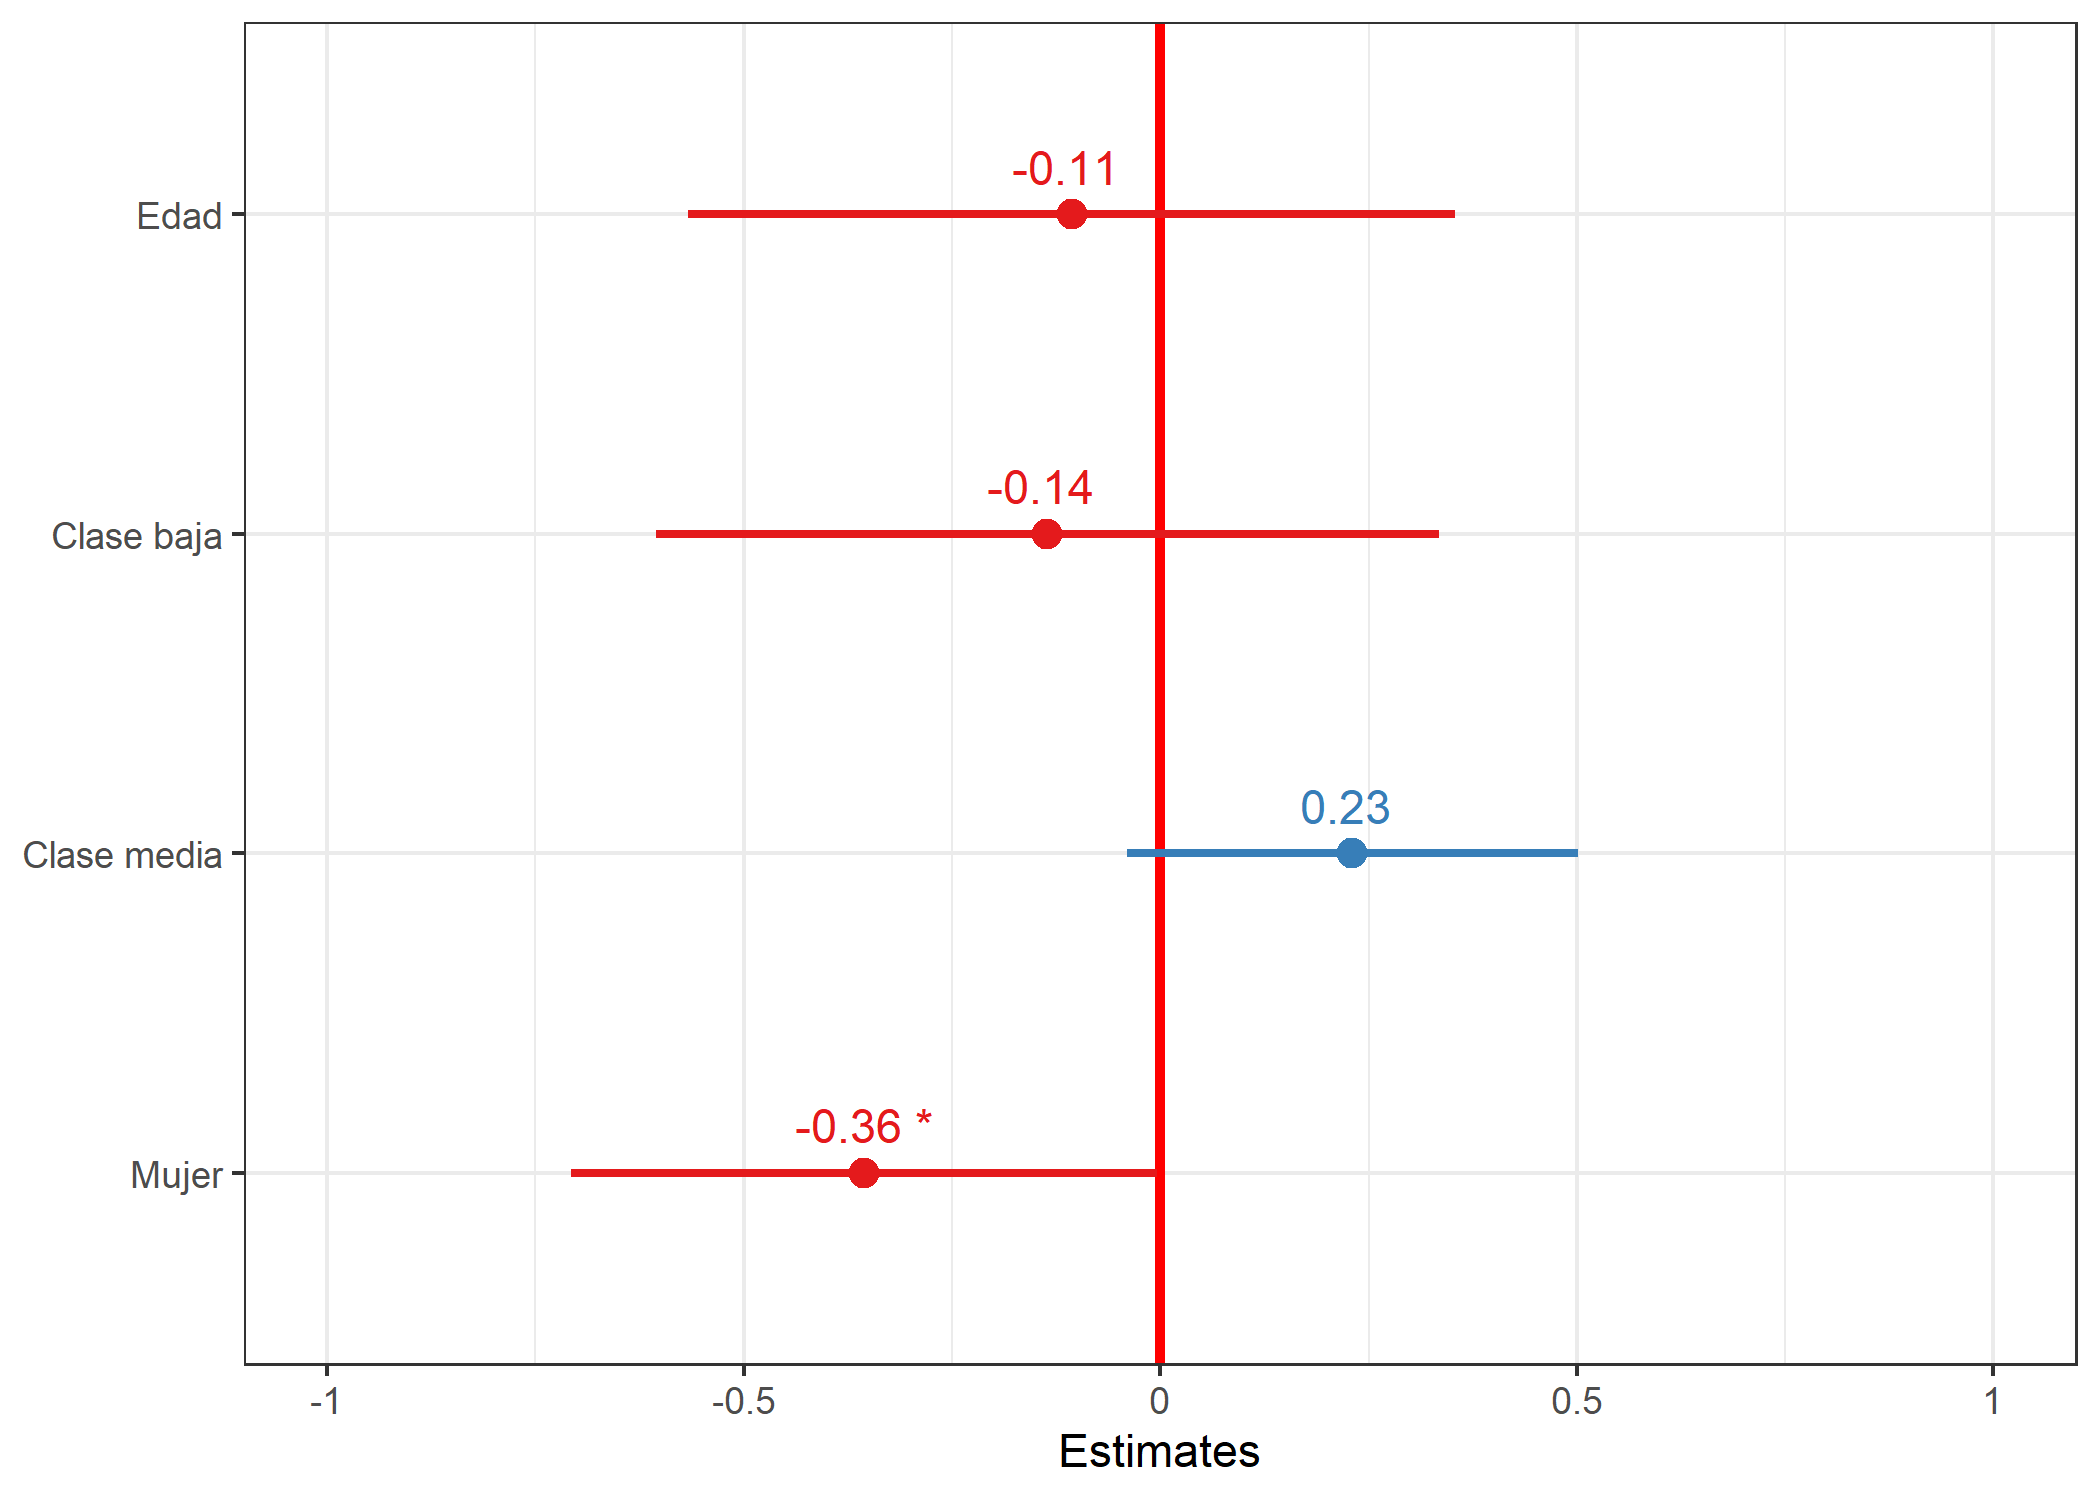 -0.11
Edad
-0.14
Clase baja
0.23
Clase media
-0.36 *
Mujer
-1 -0.5 0 0.5 1
Estimates